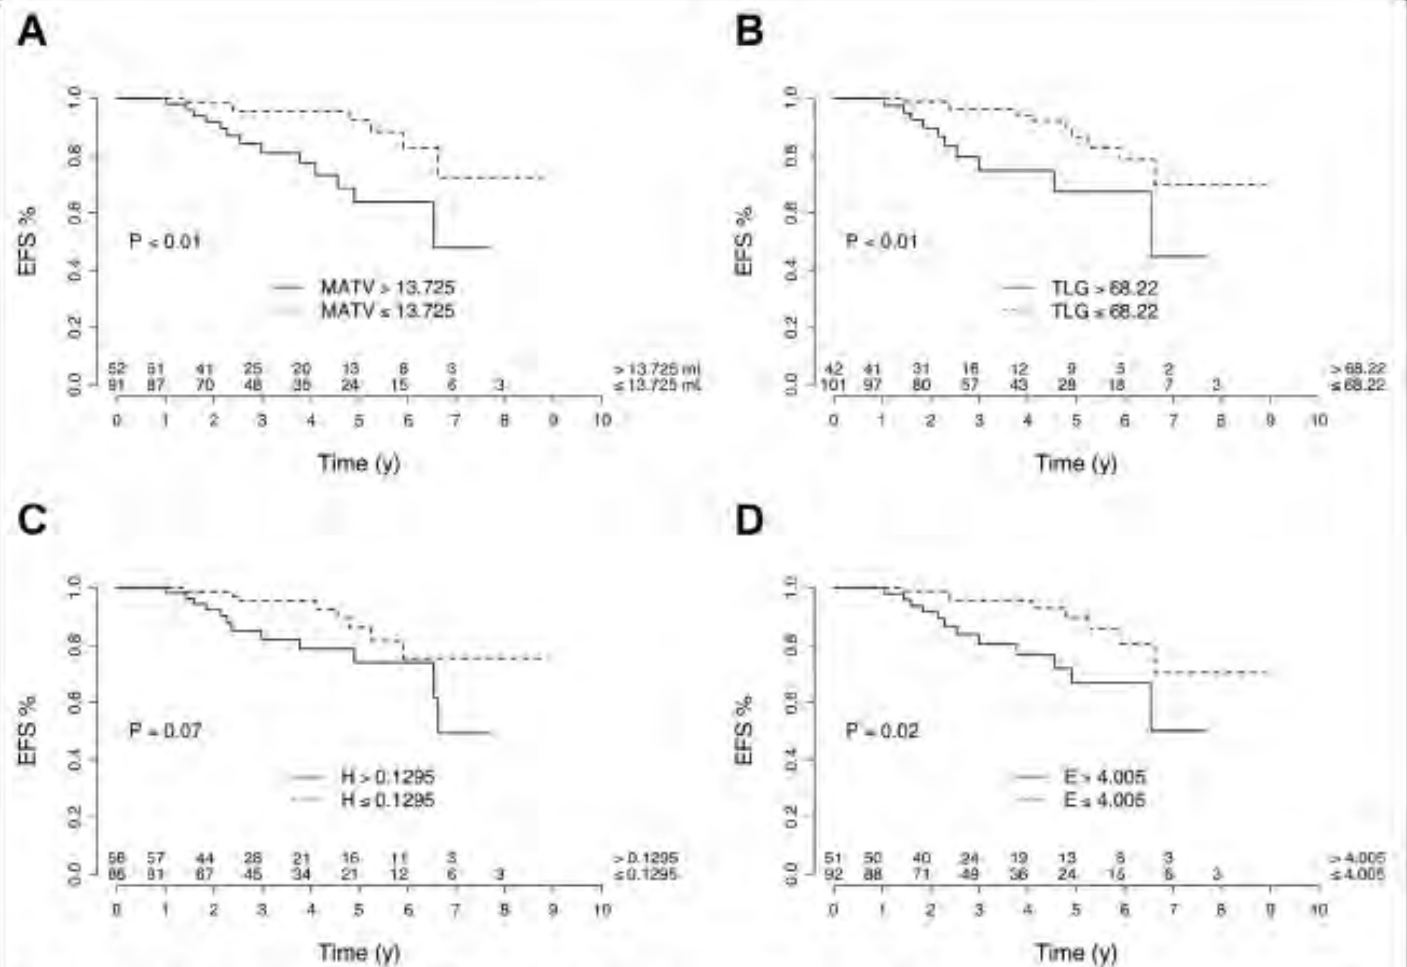 A
EFS %
1.0
0.8
0.6
0.4
0.2
0.0
P ≤ 0.01
MATV > 13.725
MATV ≤ 13.725
52 51 41 25 20 13 8 3 > 13.725 ml
91 87 70 48 35 24 15 6 3 ≤ 13.725 mL
0 1 2 3 4 5 6 7 8 9 10
Time (y)
B
EFS %
1.0
0.8
0.6
0.4
0.2
0.0
P < 0.01
TLG > 68.22
TLG ≤ 68.22
42 41 31 16 12 9 5 2 > 68.22
101 97 80 57 43 28 18 7 3 ≤ 68.22
0 1 2 3 4 5 6 7 8 9 10
Time (y)
C
EFS %
1.0
0.8
0.6
0.4
0.2
0.0
P = 0.07
H > 0.1295
H ≤ 0.1295
57 44 28 21 16 11 3 > 0.1295
67 45 34 21 12 6 3 ≤ 0.1295
0 1 2 3 4 5 6 7 8 9 10
Time (y)
D
EFS %
1.0
0.8
0.6
0.4
0.2
0.0
P = 0.02
E > 4.005
E ≤ 4.005
51 50 40 24 19 13 3 > 4.005
92 88 71 49 36 24 15 6 3 ≤ 4.005
0 1 2 3 4 5 6 7 8 9 10
Time (y)